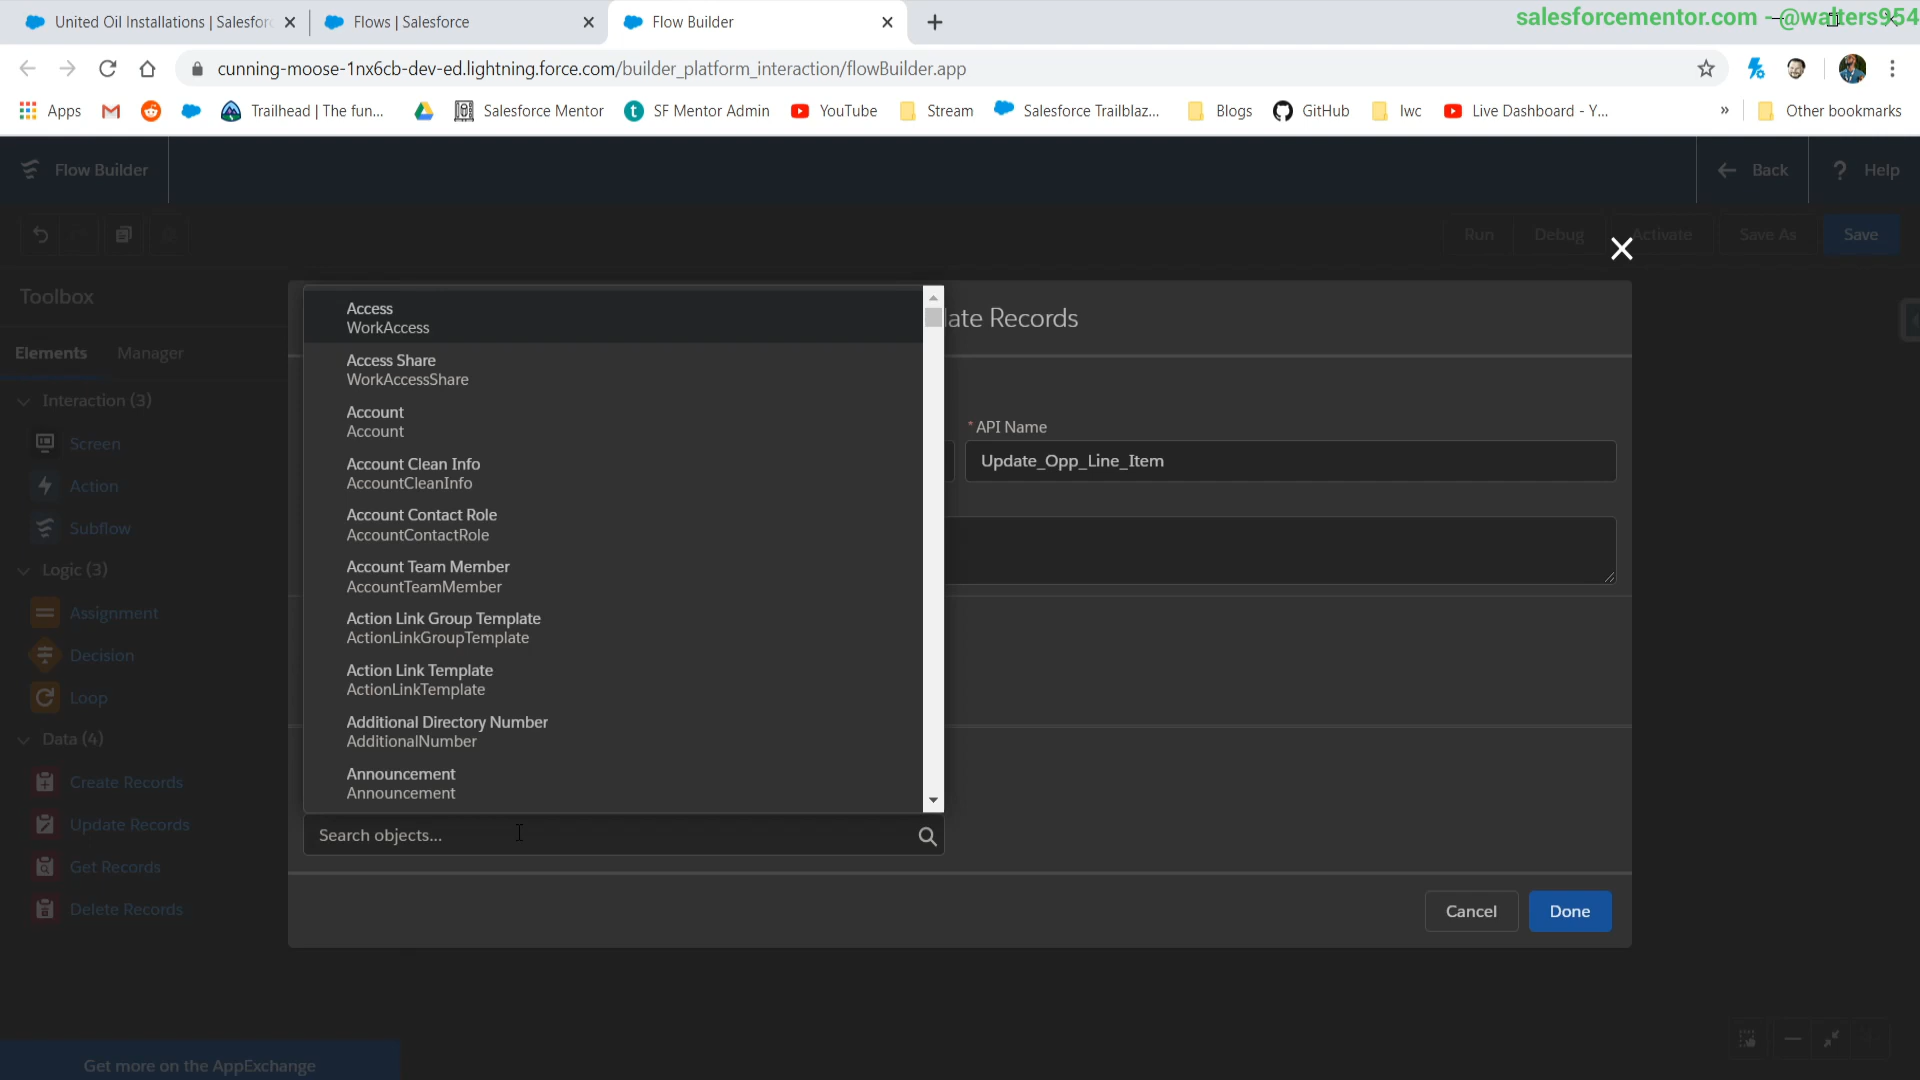 United Oil Installations | Salesforc
Flows | Salesforce
Flow Builder
salesforcementor.com - @walters954
cunning-moose-1nx6cb-dev-ed.lightning.force.com/builder_platform_interaction/flowBuilder.app
Apps
Trailhead | The fun...
Salesforce Mentor
SF Mentor Admin
YouTube
Stream
Salesforce Trailblaz...
Blogs
GitHub
lwc
Live Dashboard - Y...
»
Other bookmarks
Flow Builder
Back
? Help
Run
Debug
Activate
Save As
Save
Toolbox
Elements
Manager
Interaction (3)
Screen
Action
Subflow
Logic (3)
Assignment
Decision
Loop
Data (4)
Create Records
Update Records
Get Records
Delete Records
Get more on the AppExchange
late Records
* API Name
Update_Opp_Line_Item
Access
WorkAccess
Access Share
WorkAccessShare
Account
Account
Account Clean Info
AccountCleanInfo
Account Contact Role
AccountContactRole
Account Team Member
AccountTeamMember
Action Link Group Template
ActionLinkGroupTemplate
Action Link Template
ActionLinkTemplate
Additional Directory Number
AdditionalNumber
Announcement
Announcement
Search objects...
Cancel
Done